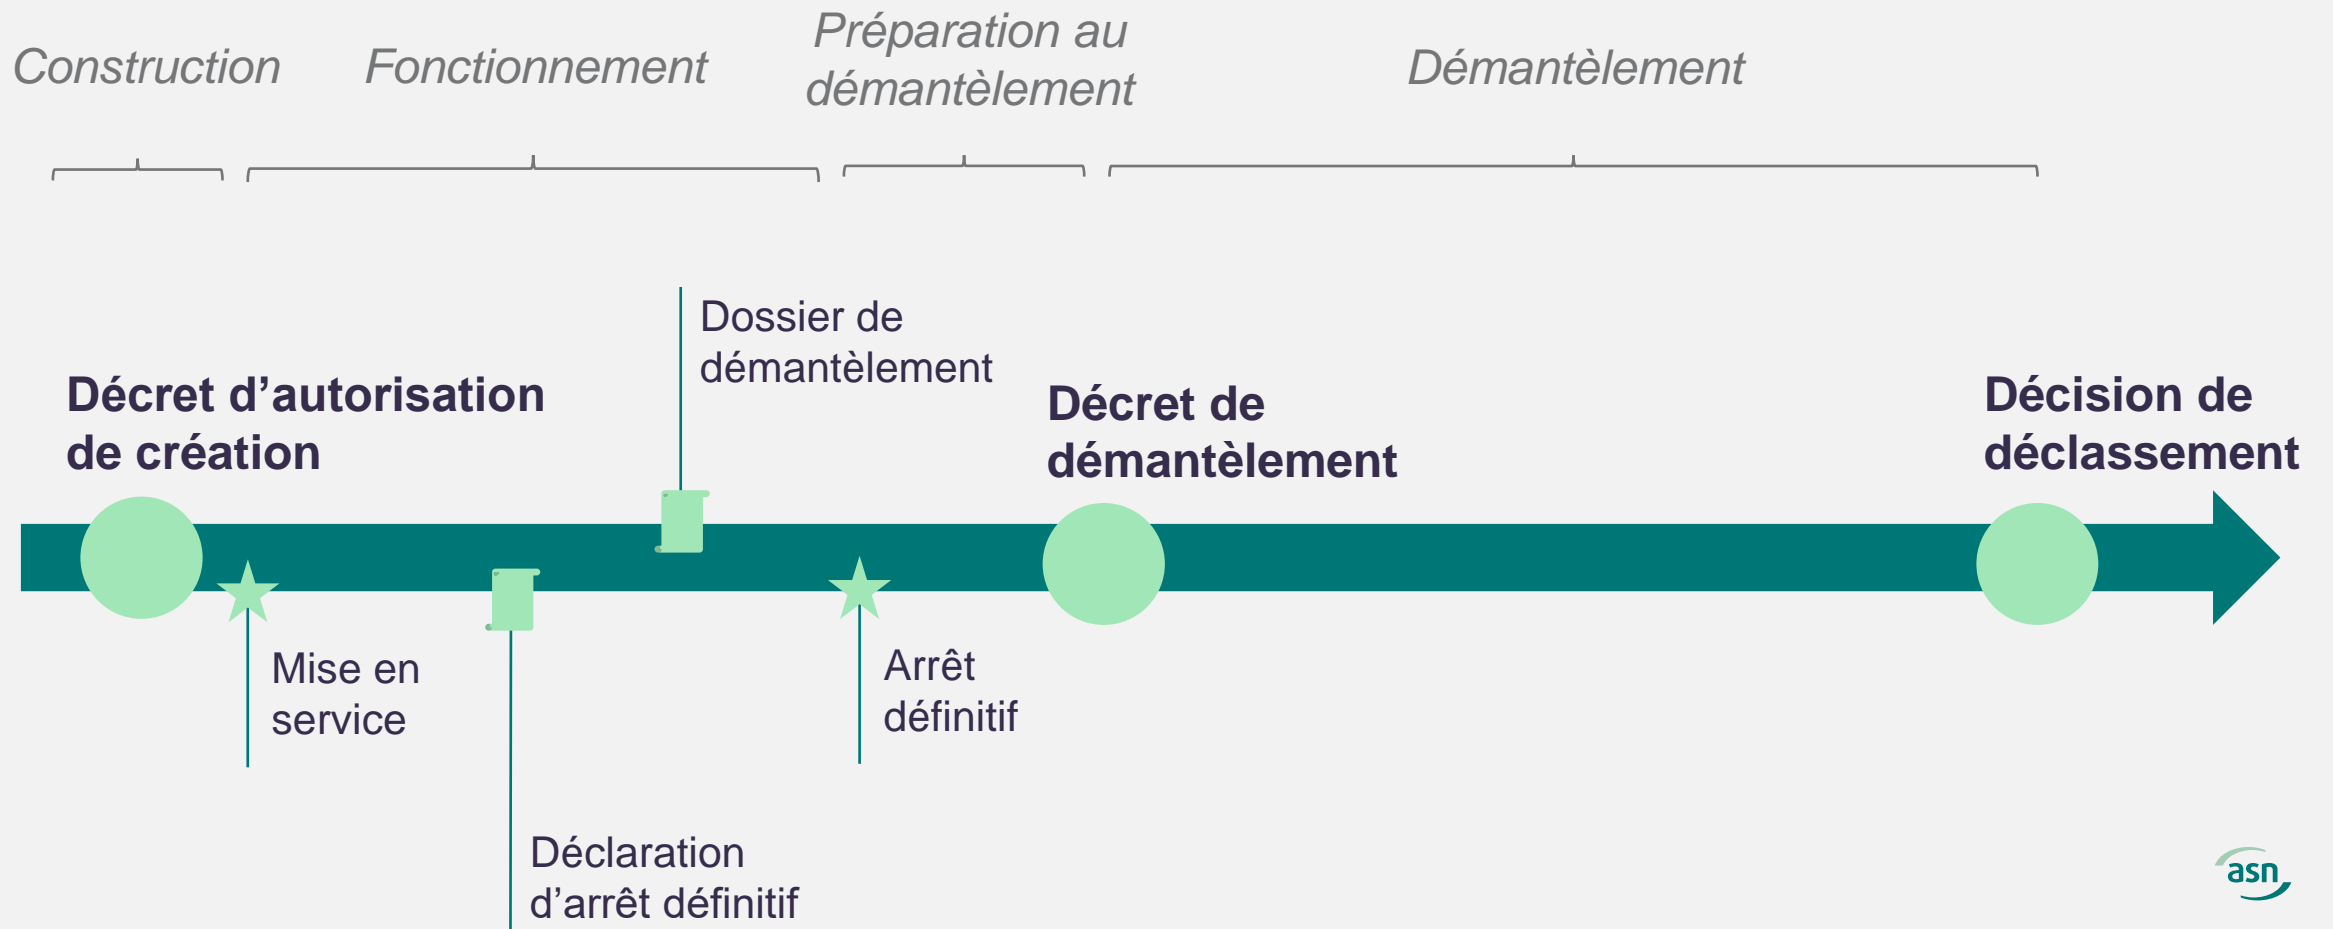 Construction
Fonctionnement
Préparation au
démantèlement
Démantèlement
Dossier de
démantèlement
Décret d’autorisation
de création
Décret de
démantèlement
Décision de
déclassement
Mise en
service
Arrêt
définitif
Déclaration
d’arrêt définitif
asn